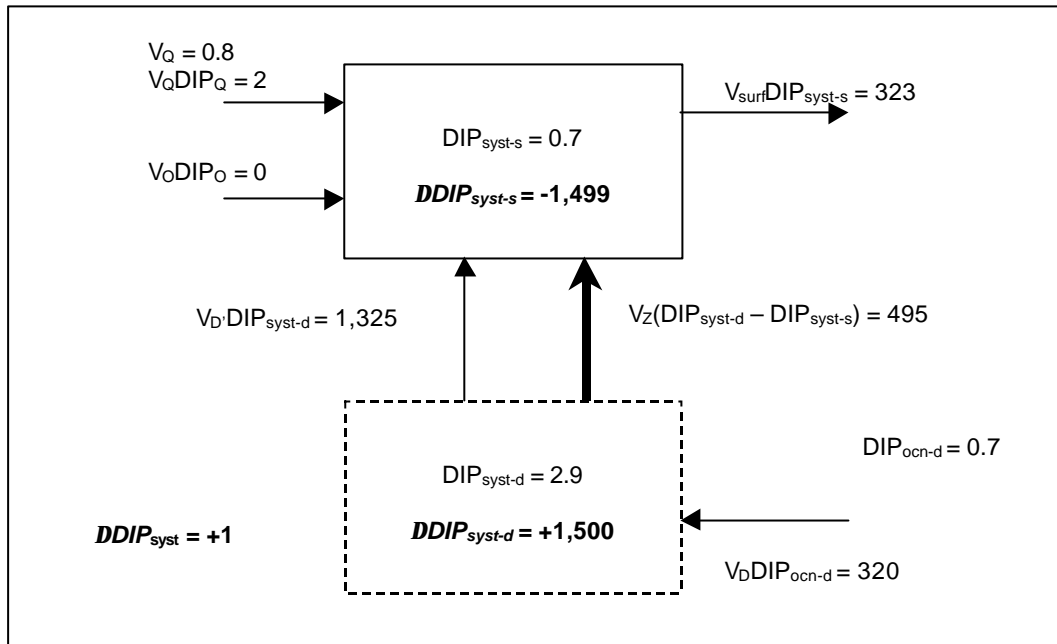 V_Q = 0.8
V_QDIP_Q = 2
V_surfDIP_syst-s = 323
DIP_syst-s = 0.7
V_ODIP_O = 0
DDIP_syst-s = -1,499
V_D'DIP_syst-d = 1,325
V_Z(DIP_syst-d – DIP_syst-s) = 495
DIP_ocn-d = 0.7
DIP_syst-d = 2.9
DDIP_syst = +1
DDIP_syst-d = +1,500
V_DDIP_ocn-d = 320